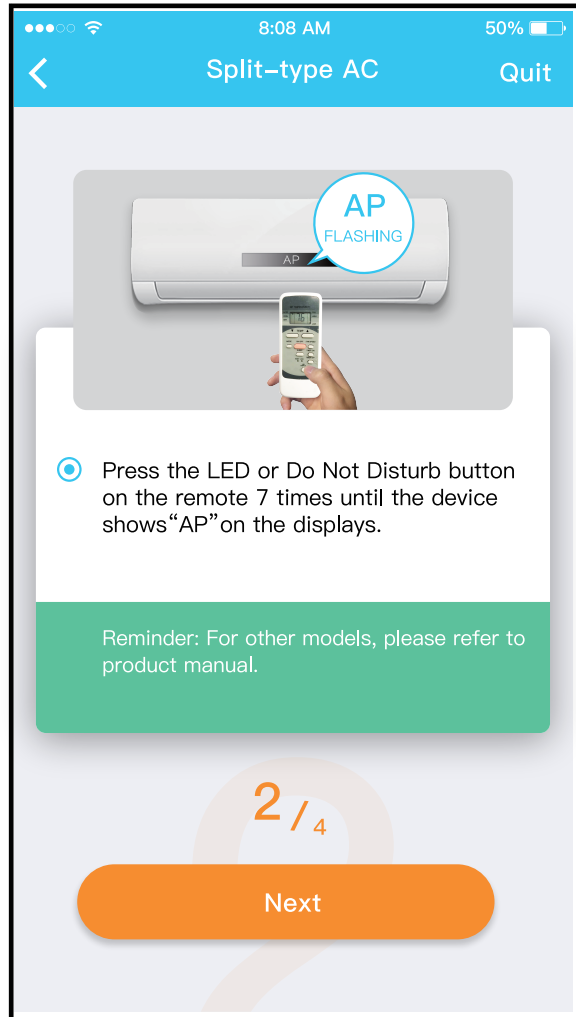 8:08 AM
50%
Split-type AC
Quit
AP
FLASHING
AP
Press the LED or Do Not Disturb button
on the remote 7 times until the device
shows“AP”on the displays.
Reminder: For other models, please refer to
product manual.
2/4
Next